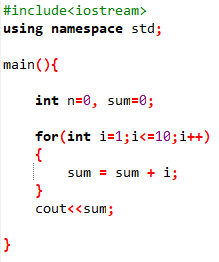 #include<iostream>
using namespace std;
main(){
int n=0, sum=0;
for(int i=1;i<=10;i++)
{
sum = sum + i;
}
cout<<sum;
}